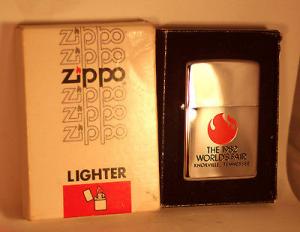 zippo
zippo
zippo
zippo
zippo
zippo
LIGHTER
THE 1982
WORLD'S FAIR
KNOXVILLE, TENNESSEE